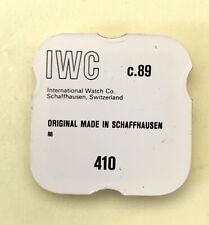 IWC c.89
International Watch Co.
Schaffhausen, Switzerland
ORIGINAL MADE IN SCHAFFHAUSEN
410